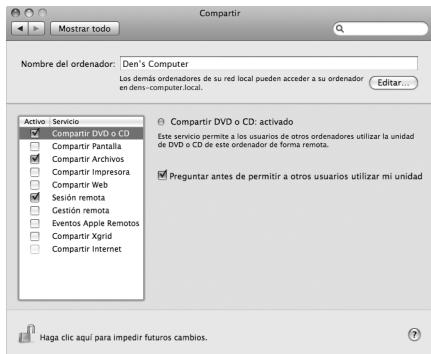 Compartir
Mostrar todo
Nombre del ordenador: Den's Computer
Los demás ordenadores de su red local pueden acceder a su ordenador
en dens-computer.local.
Editar...
Activo Servicio
Compartir DVD o CD
Compartir Pantalla
Compartir Archivos
Compartir Impresora
Compartir Web
Sesión remota
Gestión remota
Eventos Apple Remotos
Compartir Xgrid
Compartir Internet
Compartir DVD o CD: activado
Este servicio permite a los usuarios de otros ordenadores utilizar la unidad
de DVD o CD de este ordenador de forma remota.
Preguntar antes de permitir a otros usuarios utilizar mi unidad
Haga clic aquí para impedir futuros cambios.
?